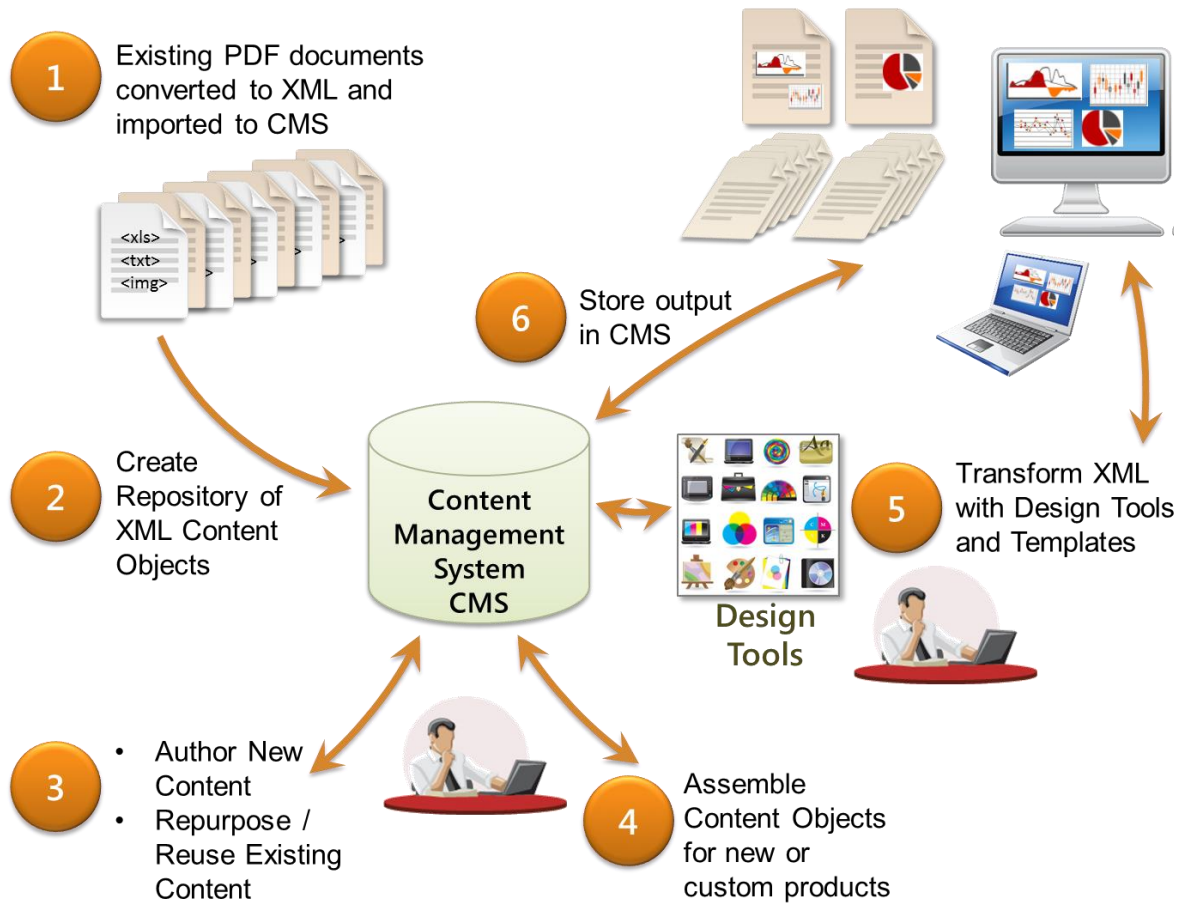 1
Existing PDF documents
converted to XML and
imported to CMS
<xls>
<txt>
<img>
>
>
>
6
Store output
in CMS
2
Create
Repository of
XML Content
Objects
Content
Management
System
CMS
Aa
C
M
Y
K
Design
Tools
5
Transform XML
with Design Tools
and Templates
3
• Author New
Content
• Repurpose /
Reuse Existing
Content
4
Assemble
Content Objects
for new or
custom products